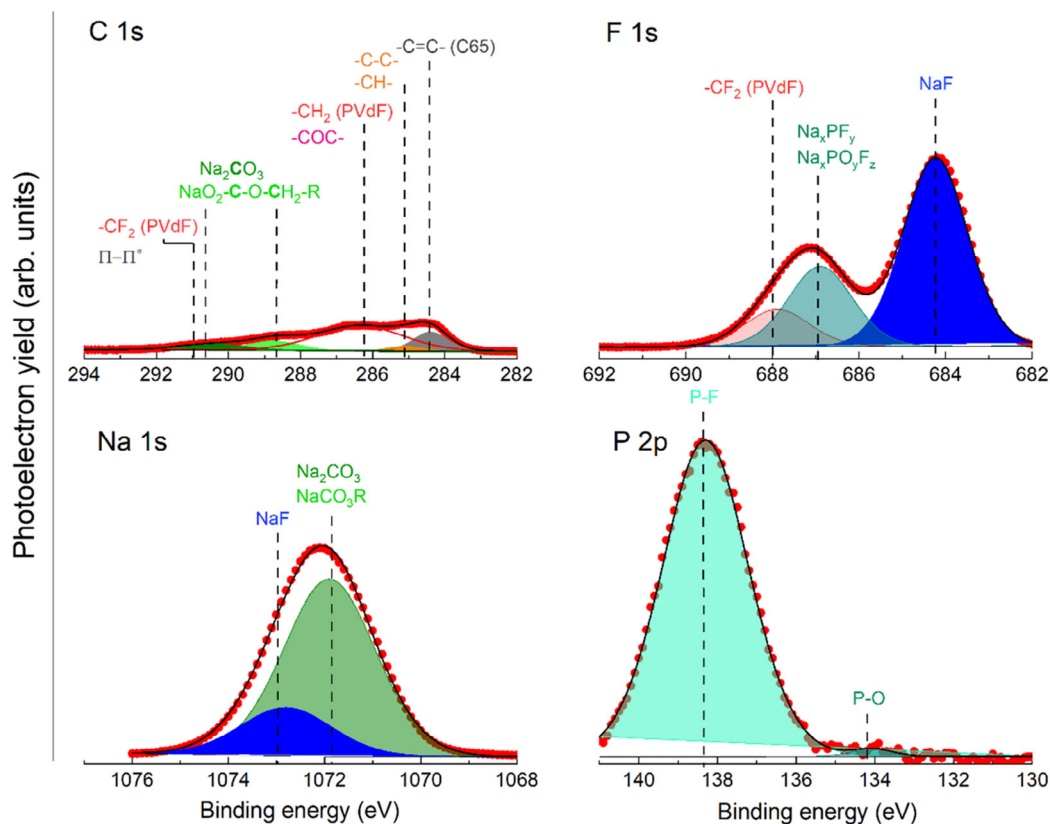 C 1s
-C=C- (C65)
-C-C-
-CH-
-CH₂ (PVdF)
-COC-
Na₂CO₃
NaO₂-C-O-CH₂-R
-CF₂ (PVdF)
Π–Π*
294 292 290 288 286 284 282
F 1s
NaF
-CF₂ (PVdF)
NaₓPFᵧ
NaₓPOᵧF_z
692 690 688 686 684 682
Photoelectron yield (arb. units)
Na 1s
Na₂CO₃
NaCO₃R
NaF
1076 1074 1072 1070 1068
Binding energy (eV)
P-F
P 2p
P-O
140 138 136 134 132 130
Binding energy (eV)